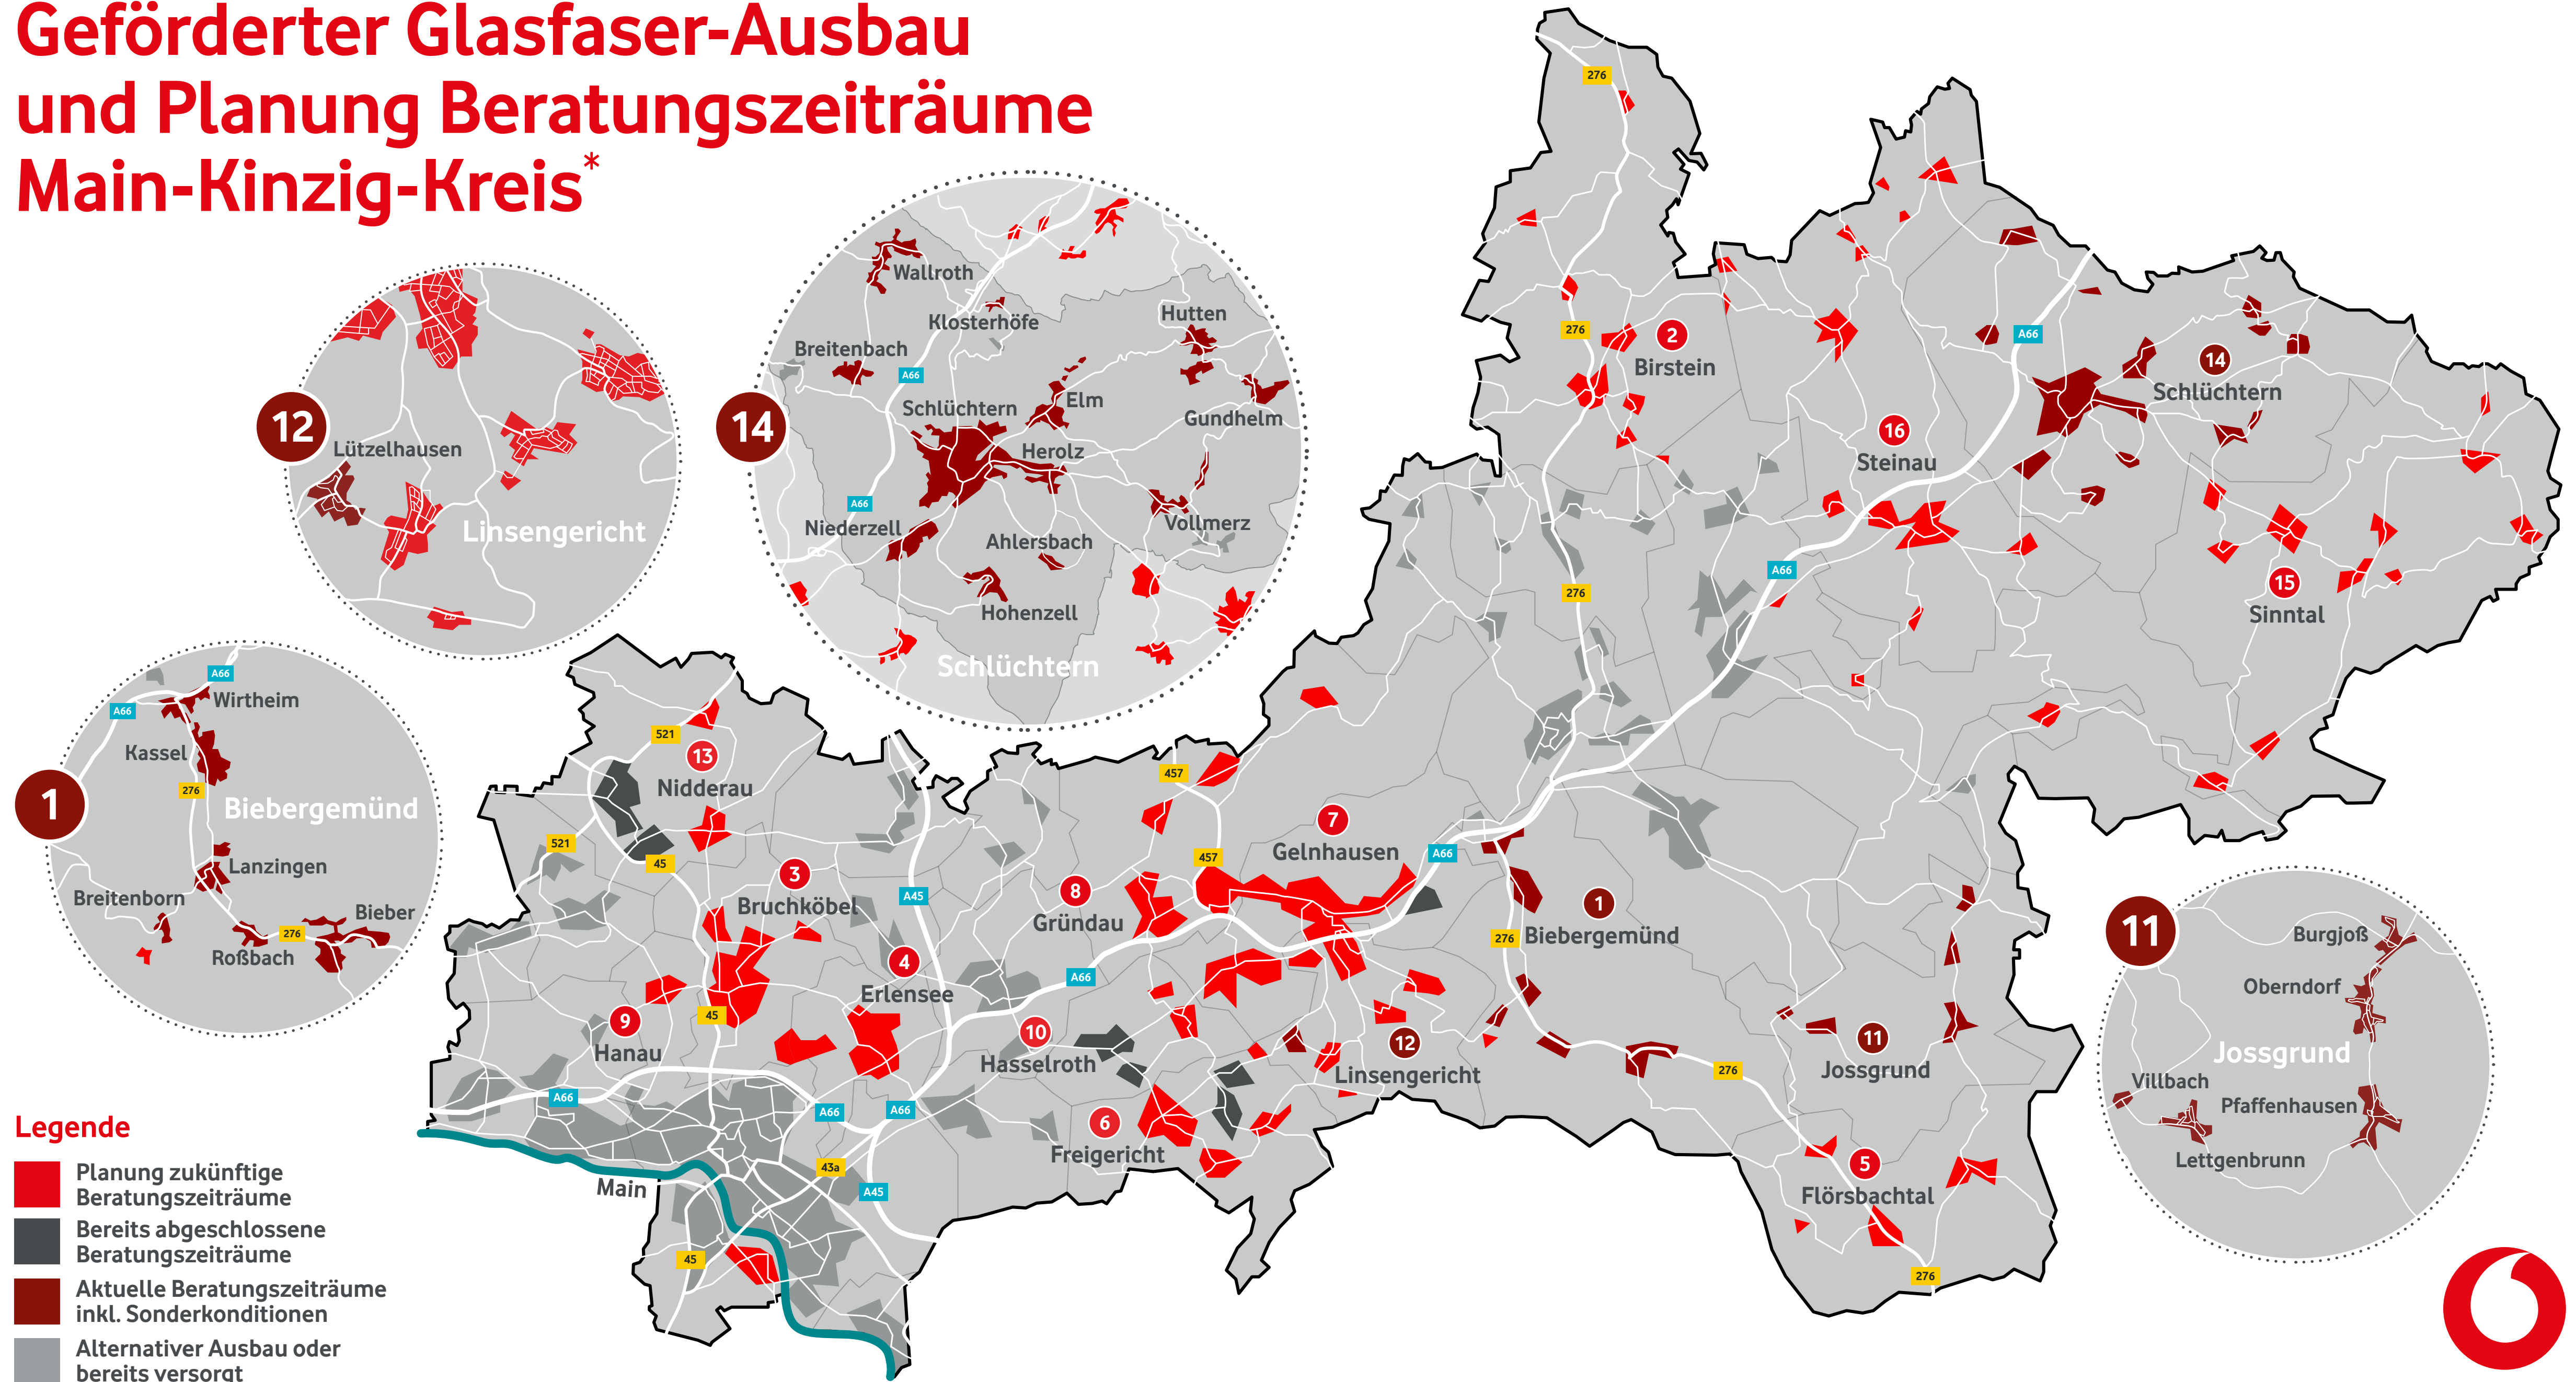 Geförderter Glasfaser-Ausbau
und Planung Beratungszeiträume
Main-Kinzig-Kreis*
12
Lützelhausen
Linsengericht
14
Wallroth
Klosterhöfe
Hutten
Breitenbach
A66
Schlüchtern
Elm
Gundhelm
Herolz
A66
Niederzell
Vollmerz
Ahlersbach
Hohenzell
Schlüchtern
1
A66
Wirtheim
A66
Kassel
276
Biebergemünd
Lanzingen
Breitenborn
Bieber
276
Roßbach
276
276
2
Birstein
A66
14
Schlüchtern
16
Steinau
A66
276
15
Sinntal
521
13
Nidderau
457
521
45
7
Gelnhausen
457
A66
3
Bruchköbel
A45
8
Gründau
1
Biebergemünd
276
4
Erlensee
A66
45
9
Hanau
10
Hasselroth
12
Linsengericht
11
Jossgrund
276
A66
A66
A66
6
Freigericht
43a
A45
Main
45
5
Flörsbachtal
276
11
Burgjoß
Oberndorf
Jossgrund
Villbach
Pfaffenhausen
Lettgenbrunn
Legende
Planung zukünftige
Beratungszeiträume
Bereits abgeschlossene
Beratungszeiträume
Aktuelle Beratungszeiträume
inkl. Sonderkonditionen
Alternativer Ausbau oder
bereits versorgt